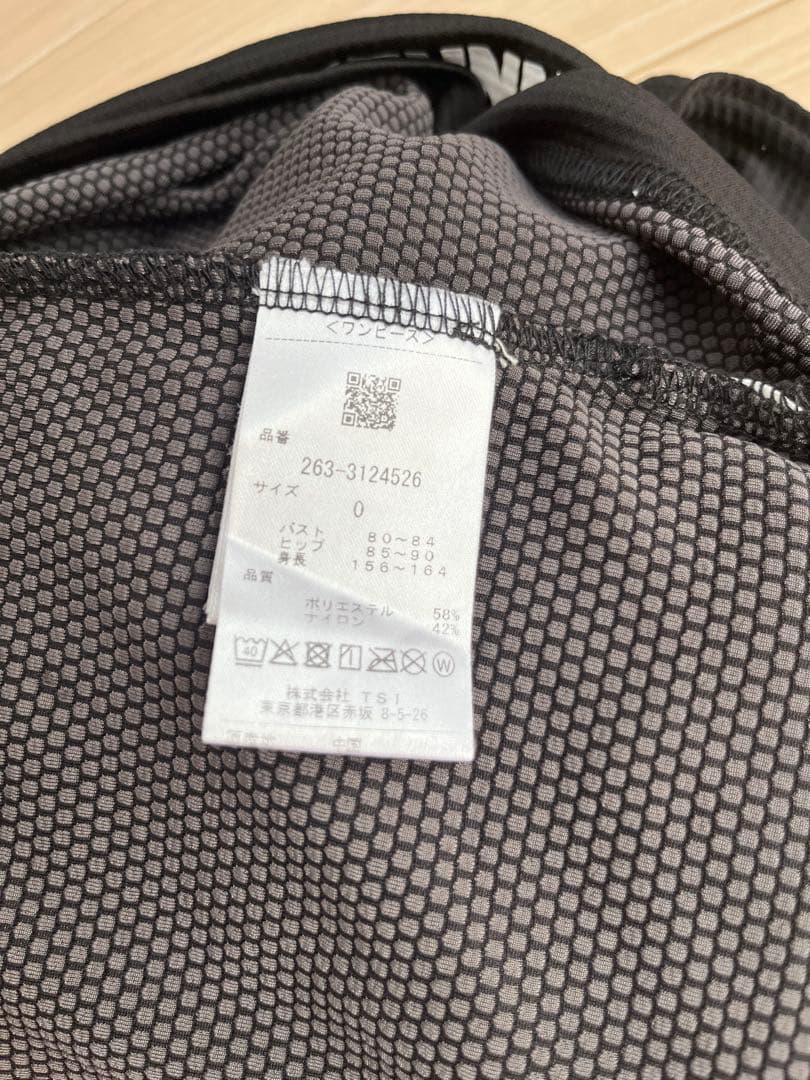 <ワンピース>
品番
263-3124526
サイズ
0
バスト 80～84
ヒップ 85～90
身長 156～164
品質
ポリエステル 58%
ナイロン 42%
40
W
株式会社 TSI
東京都港区赤坂 8-5-26
中国